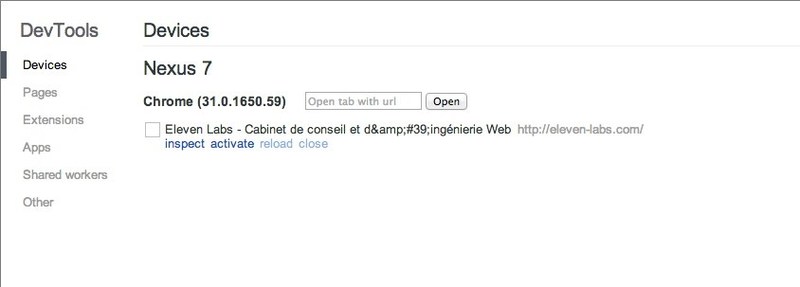 DevTools
Devices
Pages
Extensions
Apps
Shared workers
Other
Devices
Nexus 7
Chrome (31.0.1650.59) Open tab with url Open
Eleven Labs - Cabinet de conseil et d&amp;#39;ingénierie Web http://eleven-labs.com/
inspect activate reload close